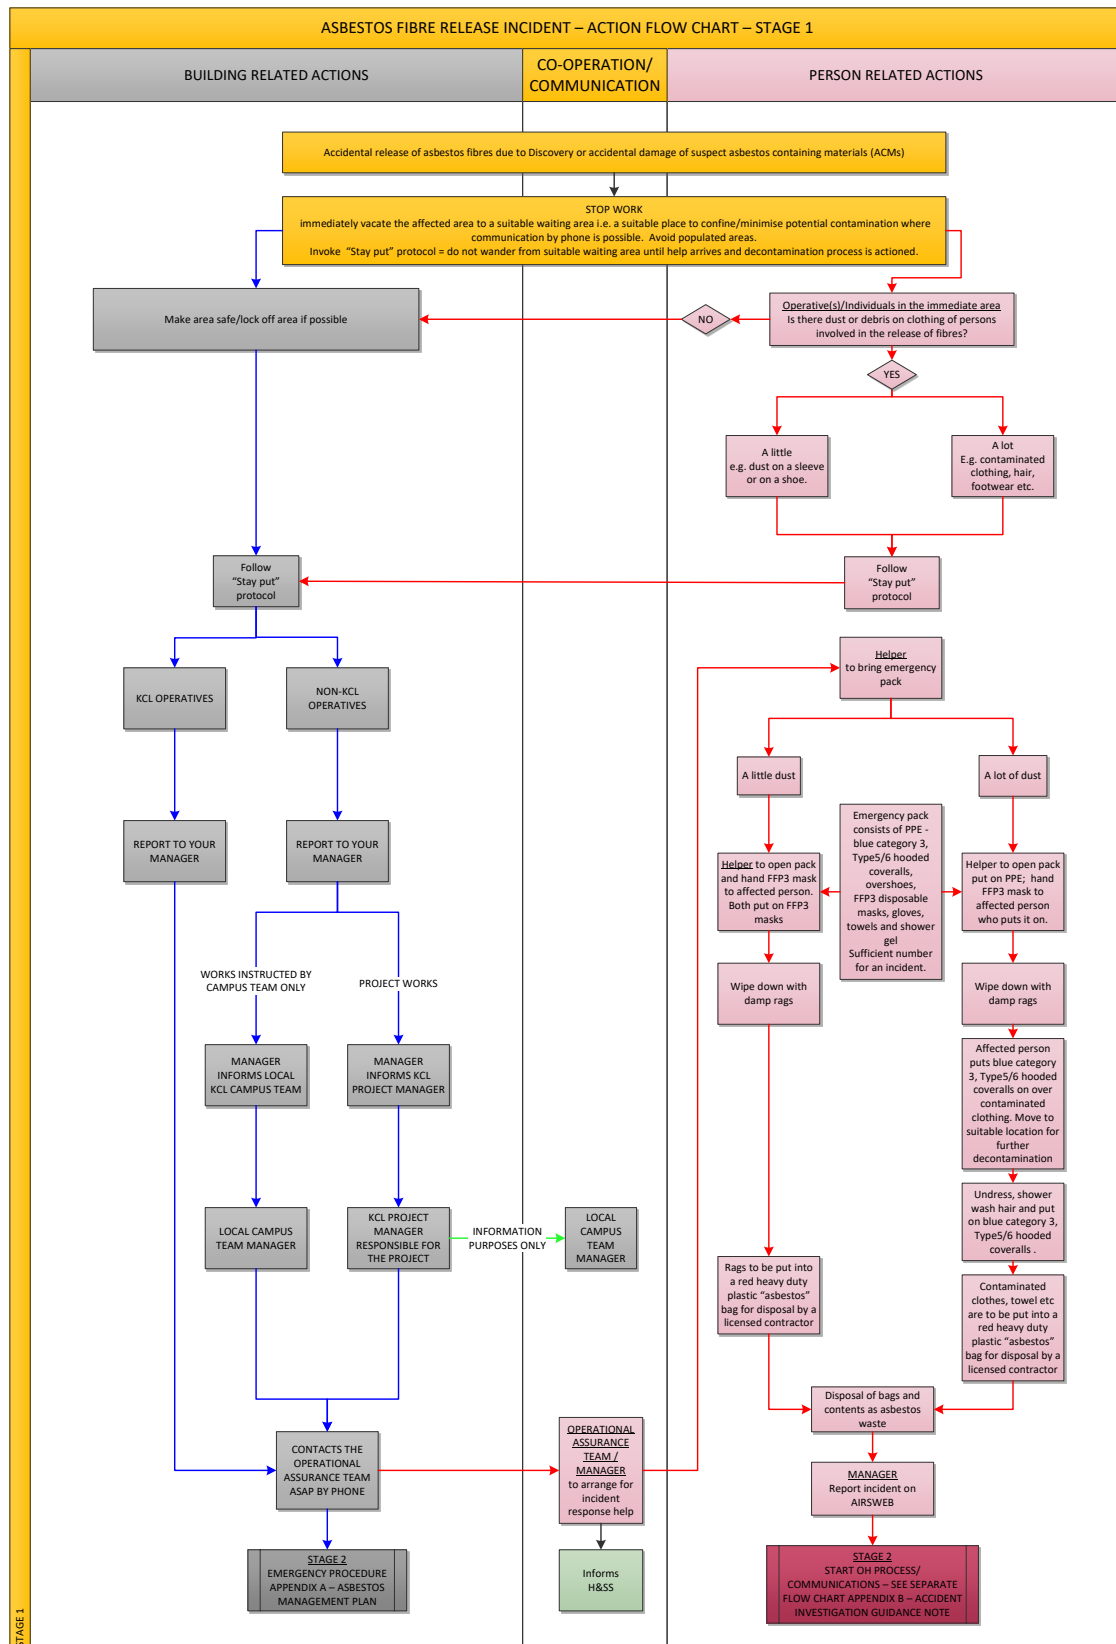 ASBESTOS FIBRE RELEASE INCIDENT – ACTION FLOW CHART – STAGE 1
BUILDING RELATED ACTIONS
CO-OPERATION/
COMMUNICATION
PERSON RELATED ACTIONS
Accidental release of asbestos fibres due to Discovery or accidental damage of suspect asbestos containing materials (ACMs)
STOP WORK
immediately vacate the affected area to a suitable waiting area i.e. a suitable place to confine/minimise potential contamination where
communication by phone is possible. Avoid populated areas.
Invoke “Stay put” protocol = do not wander from suitable waiting area until help arrives and decontamination process is actioned.
Make area safe/lock off area if possible
NO
Operative(s)/Individuals in the immediate area
Is there dust or debris on clothing of persons
involved in the release of fibres?
YES
A little
e.g. dust on a sleeve
or on a shoe.
A lot
E.g. contaminated
clothing, hair,
footwear etc.
Follow
“Stay put”
protocol
Follow
“Stay put”
protocol
Helper
to bring emergency
pack
KCL OPERATIVES
NON-KCL
OPERATIVES
A little dust
A lot of dust
REPORT TO YOUR
MANAGER
REPORT TO YOUR
MANAGER
Emergency pack
consists of PPE -
blue category 3,
Type5/6 hooded
coveralls,
overshoes,
FFP3 disposable
masks, gloves,
towels and shower
gel
Sufficient number
for an incident.
Helper to open pack
and hand FFP3 mask
to affected person.
Both put on FFP3
masks
Helper to open pack
put on PPE; hand
FFP3 mask to
affected person
who puts it on.
WORKS INSTRUCTED BY
CAMPUS TEAM ONLY
PROJECT WORKS
Wipe down with
damp rags
Wipe down with
damp rags
MANAGER
INFORMS LOCAL
KCL CAMPUS TEAM
MANAGER
INFORMS KCL
PROJECT MANAGER
Affected person
puts blue category
3, Type5/6 hooded
coveralls on over
contaminated
clothing. Move to
suitable location for
further
decontamination
Undress, shower
wash hair and put
on blue category 3,
Type5/6 hooded
coveralls .
LOCAL CAMPUS
TEAM MANAGER
KCL PROJECT
MANAGER
RESPONSIBLE FOR
THE PROJECT
INFORMATION
PURPOSES ONLY
LOCAL
CAMPUS
TEAM
MANAGER
Rags to be put into
a red heavy duty
plastic “asbestos”
bag for disposal by a
licensed contractor
Contaminated
clothes, towel etc
are to be put into a
red heavy duty
plastic “asbestos”
bag for disposal by a
licensed contractor
Disposal of bags and
contents as asbestos
waste
CONTACTS THE
OPERATIONAL
ASSURANCE TEAM
ASAP BY PHONE
OPERATIONAL
ASSURANCE
TEAM /
MANAGER
to arrange for
incident
response help
MANAGER
Report incident on
AIRSWEB
STAGE 2
EMERGENCY PROCEDURE
APPENDIX A – ASBESTOS
MANAGEMENT PLAN
Informs
H&SS
STAGE 2
START OH PROCESS/
COMMUNICATIONS – SEE SEPARATE
FLOW CHART APPENDIX B – ACCIDENT
INVESTIGATION GUIDANCE NOTE
STAGE 1